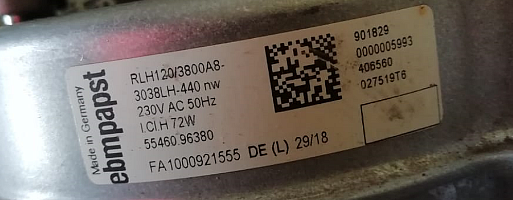 Made in Germany
ebmpapst
RLH120/3800A8-
3038LH-440 nw
230V AC 50Hz
I.Cl.H 72W
55460.96380
FA1000921555 DE (L) 29/18
901829
0000005993
406560
027519T6